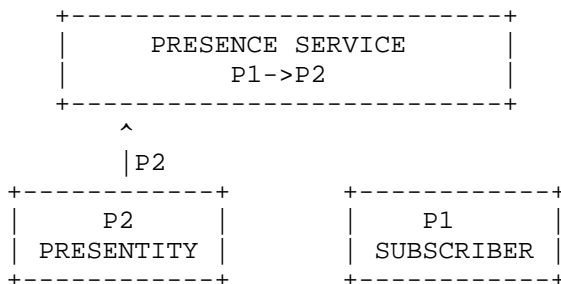 +---------------------------+
|     PRESENCE SERVICE      |
|          P1->P2           |
+---------------------------+
^
|P2
+------------+ +------------+
| P2 | | P1 |
| PRESENTITY | | SUBSCRIBER |
+------------+ +------------+